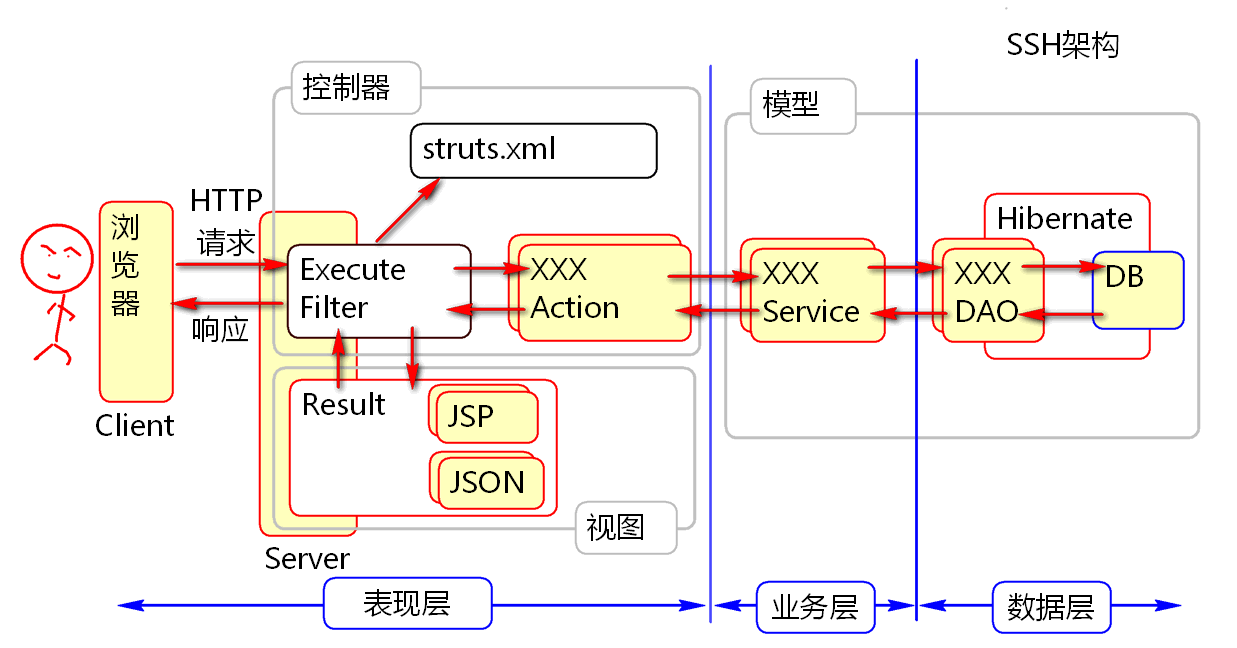 SSH架构
控制器
模型
struts.xml
浏
览
器
HTTP
请求
响应
Client
Execute
Filter
XXX
Action
XXX
Service
Hibernate
XXX
DAO
DB
Result
JSP
JSON
视图
Server
表现层
业务层
数据层